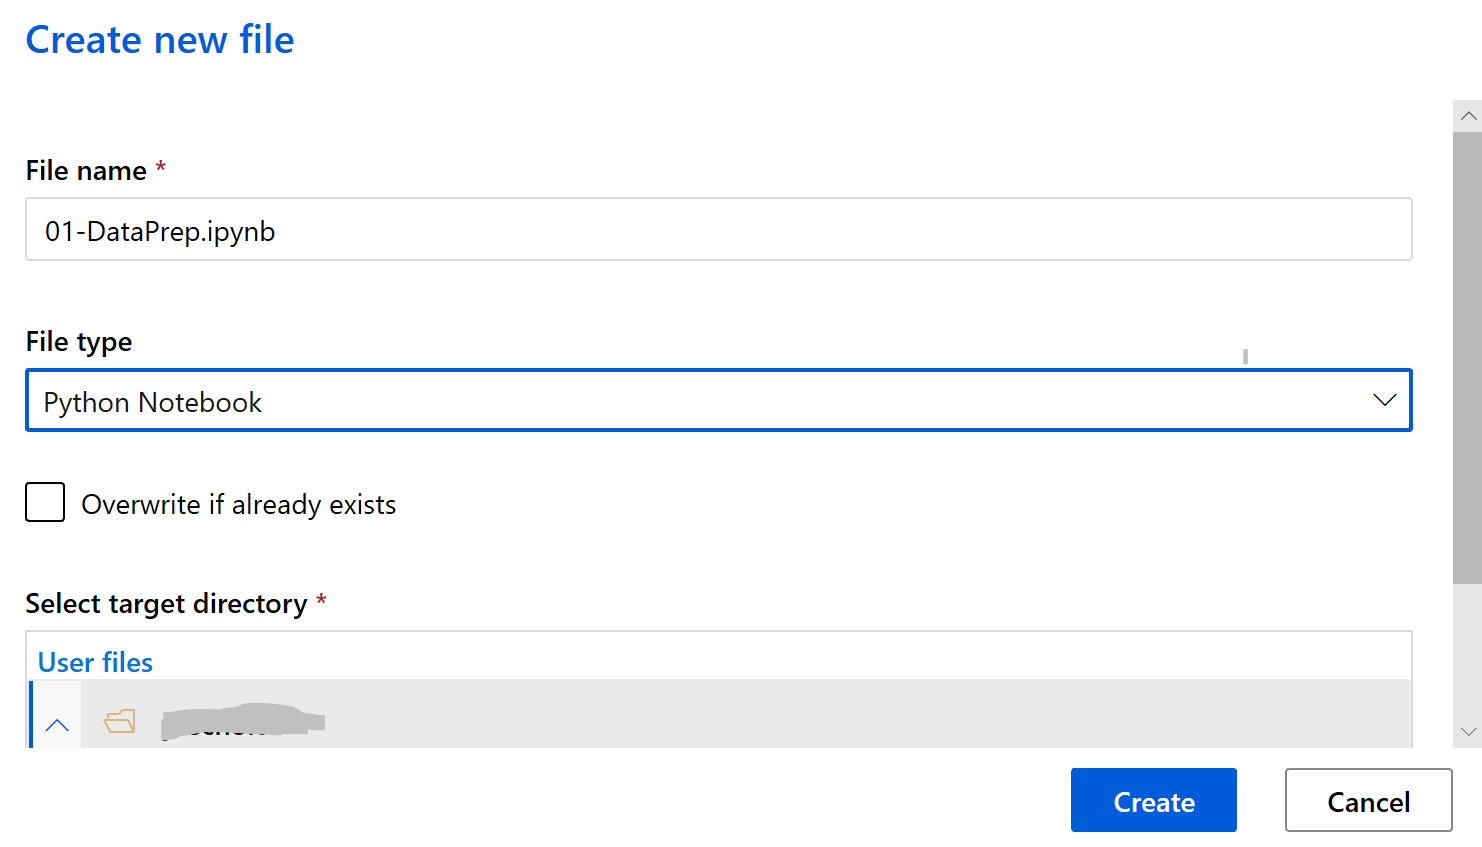 Create new file
File name *
01-DataPrep.ipynb
File type
Python Notebook
Overwrite if already exists
Select target directory *
User files
Create
Cancel